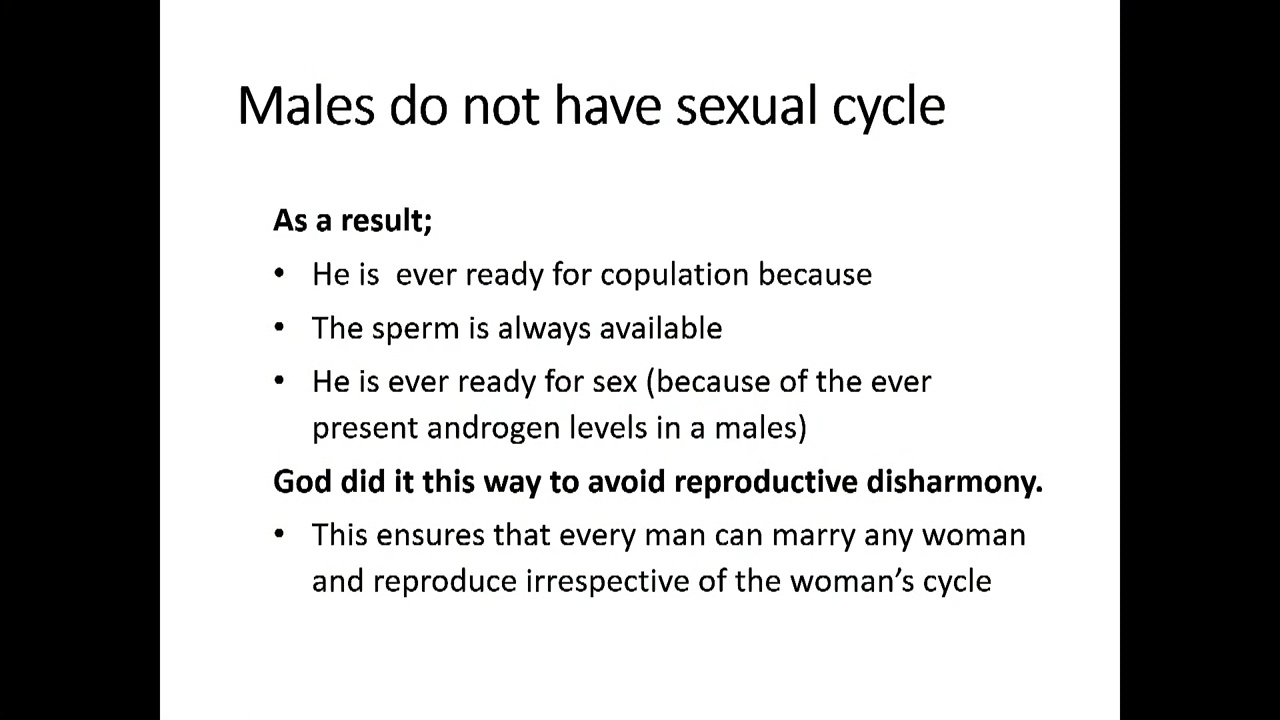 Males do not have sexual cycle
As a result;
• He is  ever ready for copulation because
• The sperm is always available
• He is ever ready for sex (because of the ever
present androgen levels in a males)
God did it this way to avoid reproductive disharmony.
• This ensures that every man can marry any woman
and reproduce irrespective of the woman’s cycle